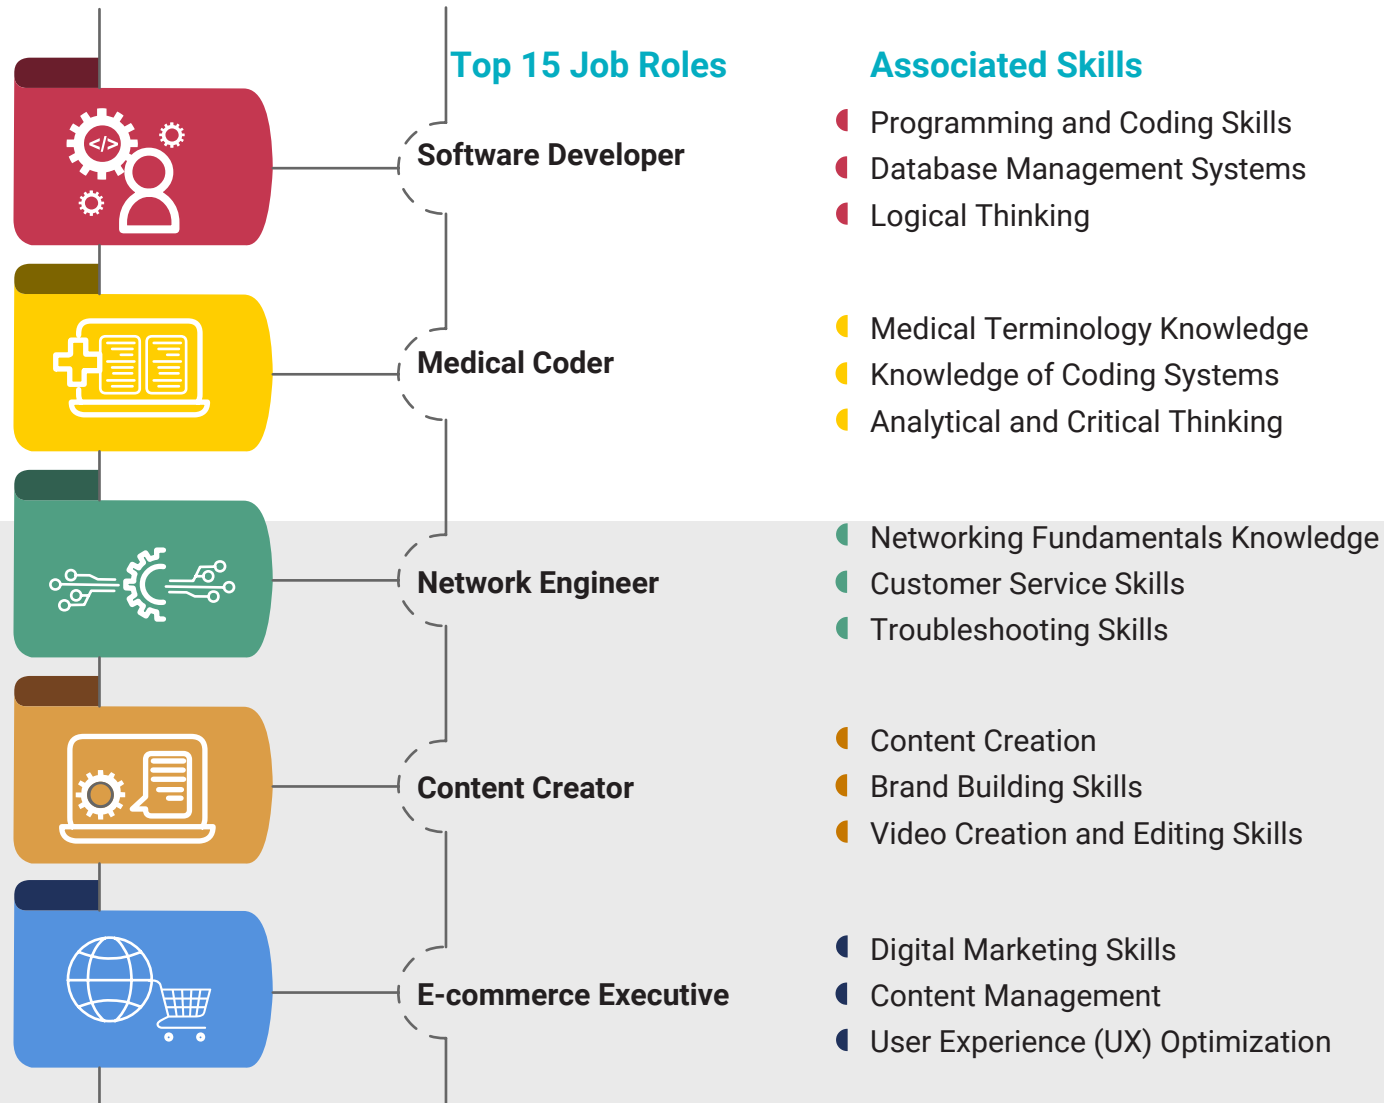 Top 15 Job Roles
Associated Skills
</>
Software Developer
Programming and Coding Skills
Database Management Systems
Logical Thinking
Medical Coder
Medical Terminology Knowledge
Knowledge of Coding Systems
Analytical and Critical Thinking
Network Engineer
Networking Fundamentals Knowledge
Customer Service Skills
Troubleshooting Skills
Content Creator
Content Creation
Brand Building Skills
Video Creation and Editing Skills
E-commerce Executive
Digital Marketing Skills
Content Management
User Experience (UX) Optimization